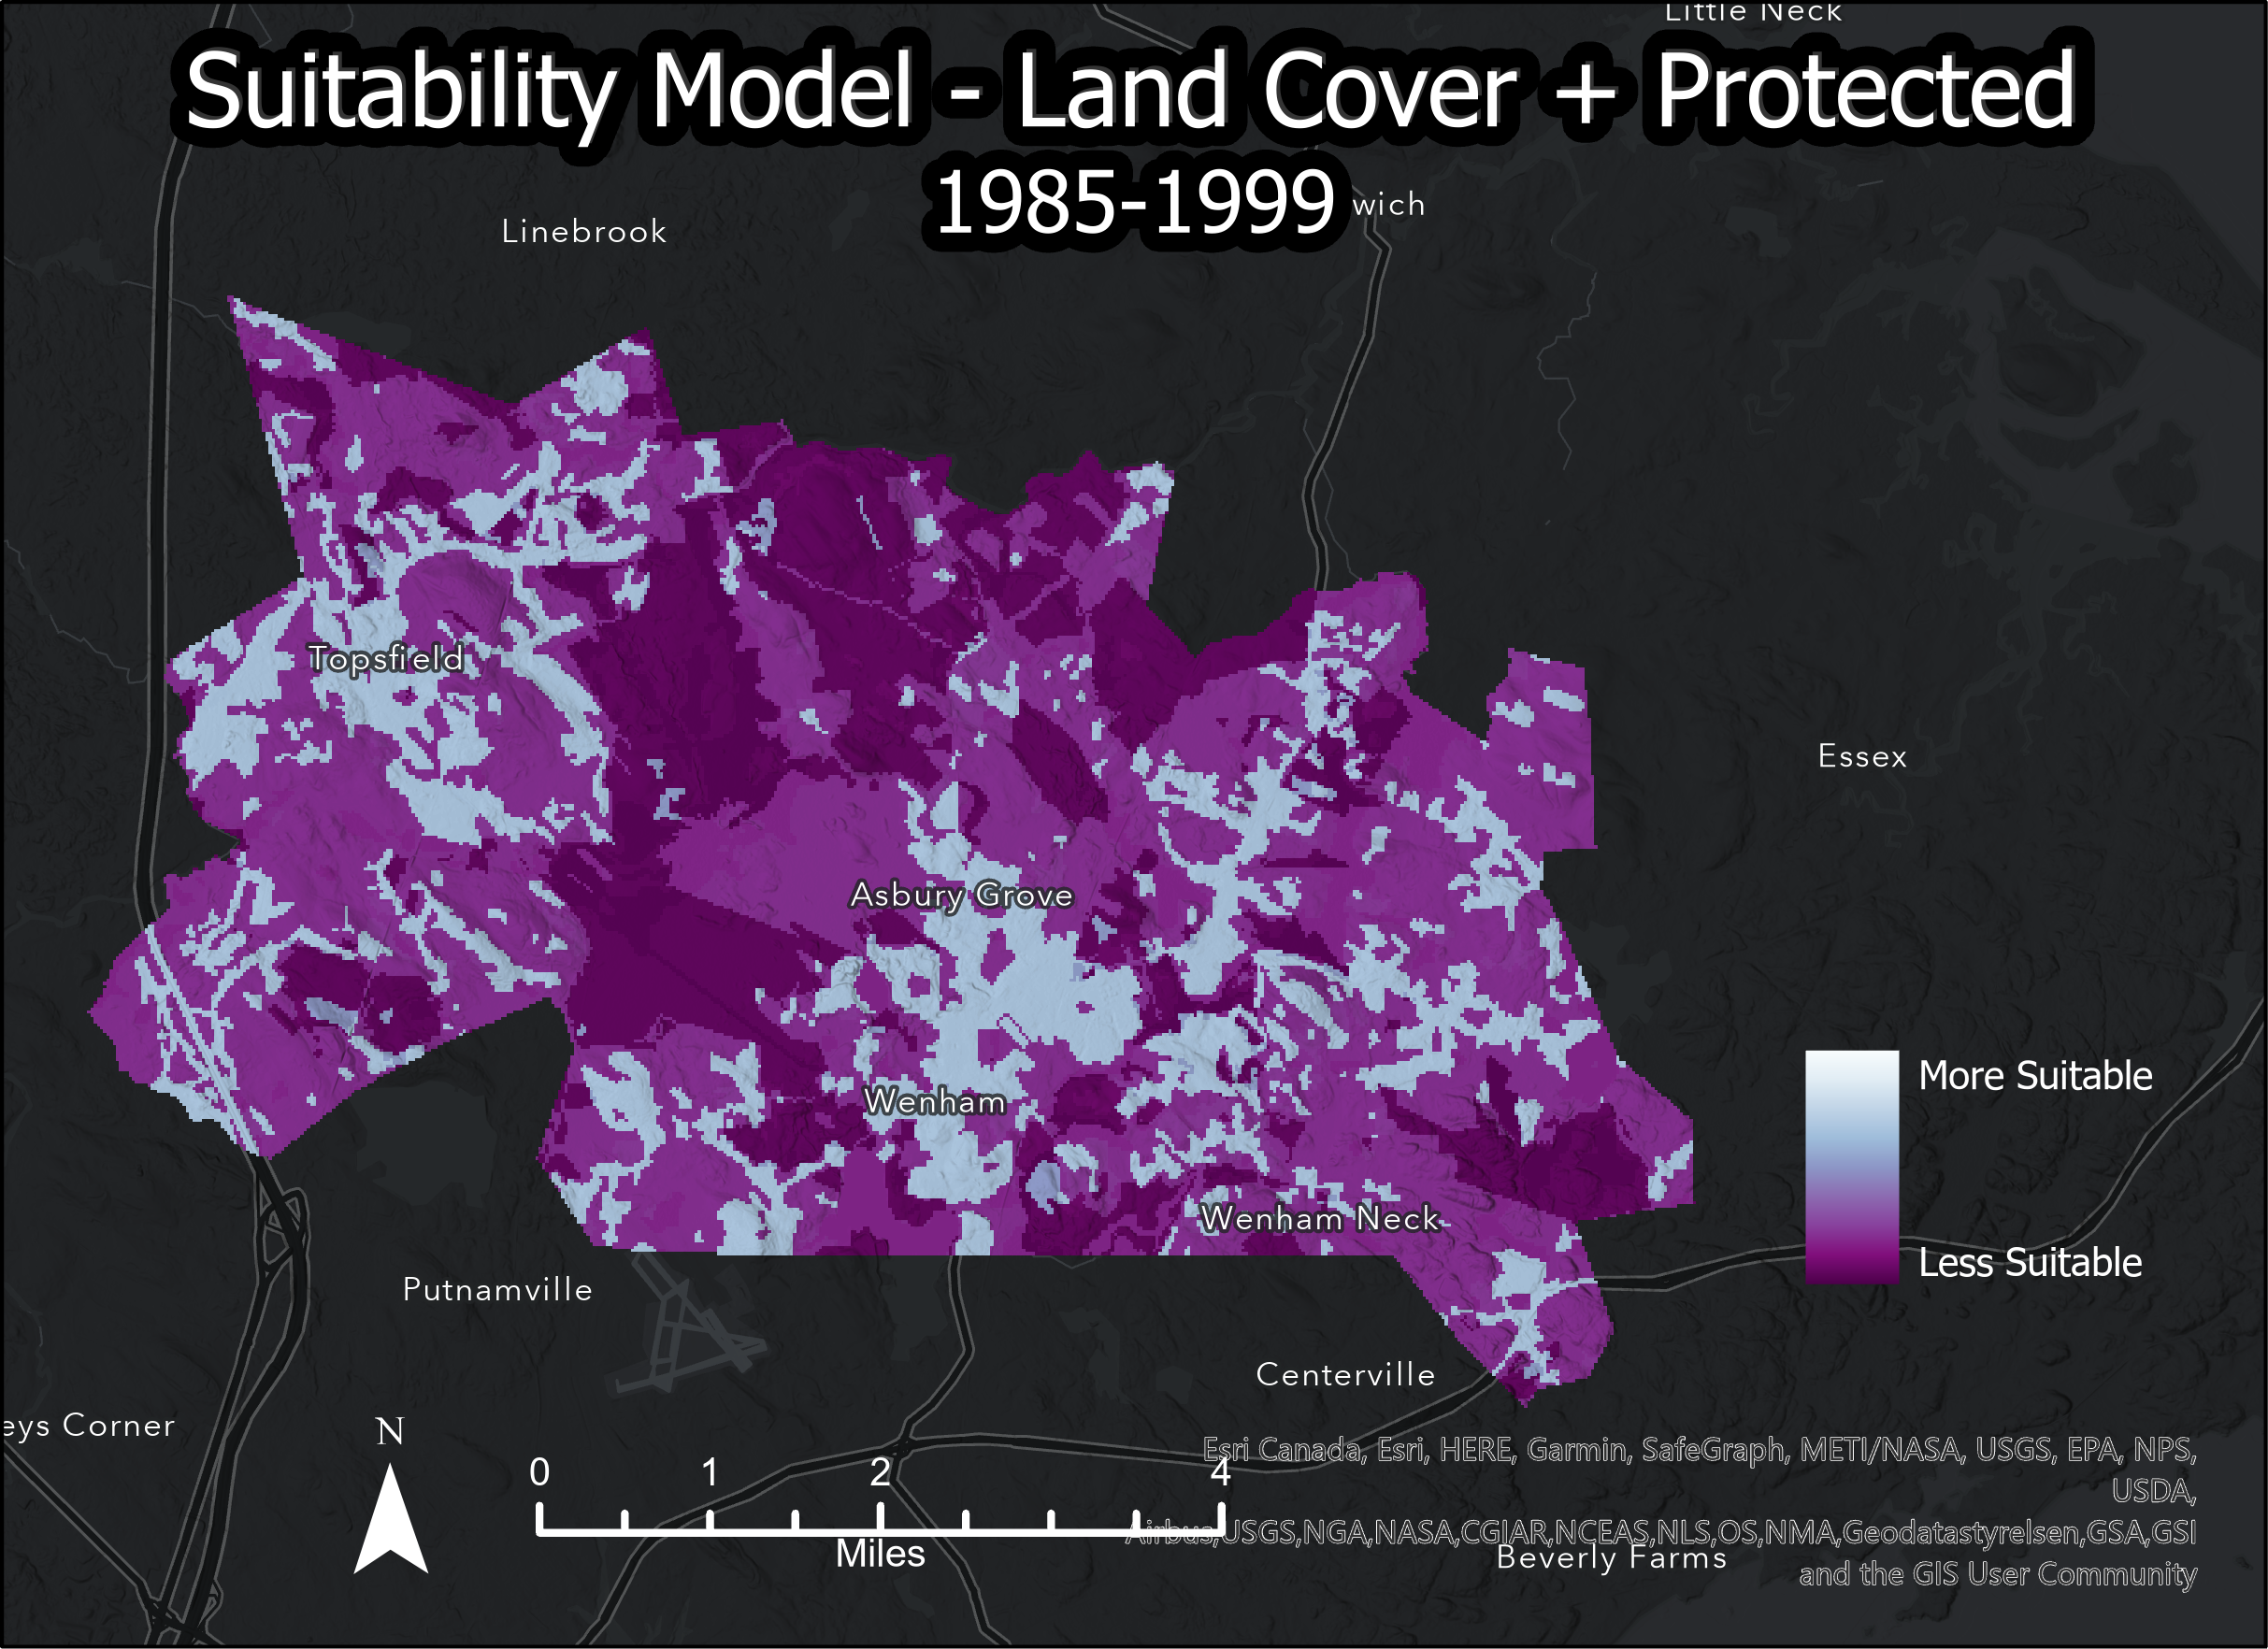 Little Neck
Suitability Model - Land Cover + Protected
1985-1999
wich
Linebrook
Topsfield
Essex
Asbury Grove
Wenham
More Suitable
Wenham Neck
Less Suitable
Putnamville
Centerville
eys Corner
N
0 1 2 4
Miles
Esri Canada, Esri, HERE, Garmin, SafeGraph, METI/NASA, USGS, EPA, NPS,
USDA,
Airbus,USGS,NGA,NASA,CGIAR,NCEAS,NLS,OS,NMA,Geodatastyrelsen,GSA,GSI
Beverly Farms
and the GIS User Community